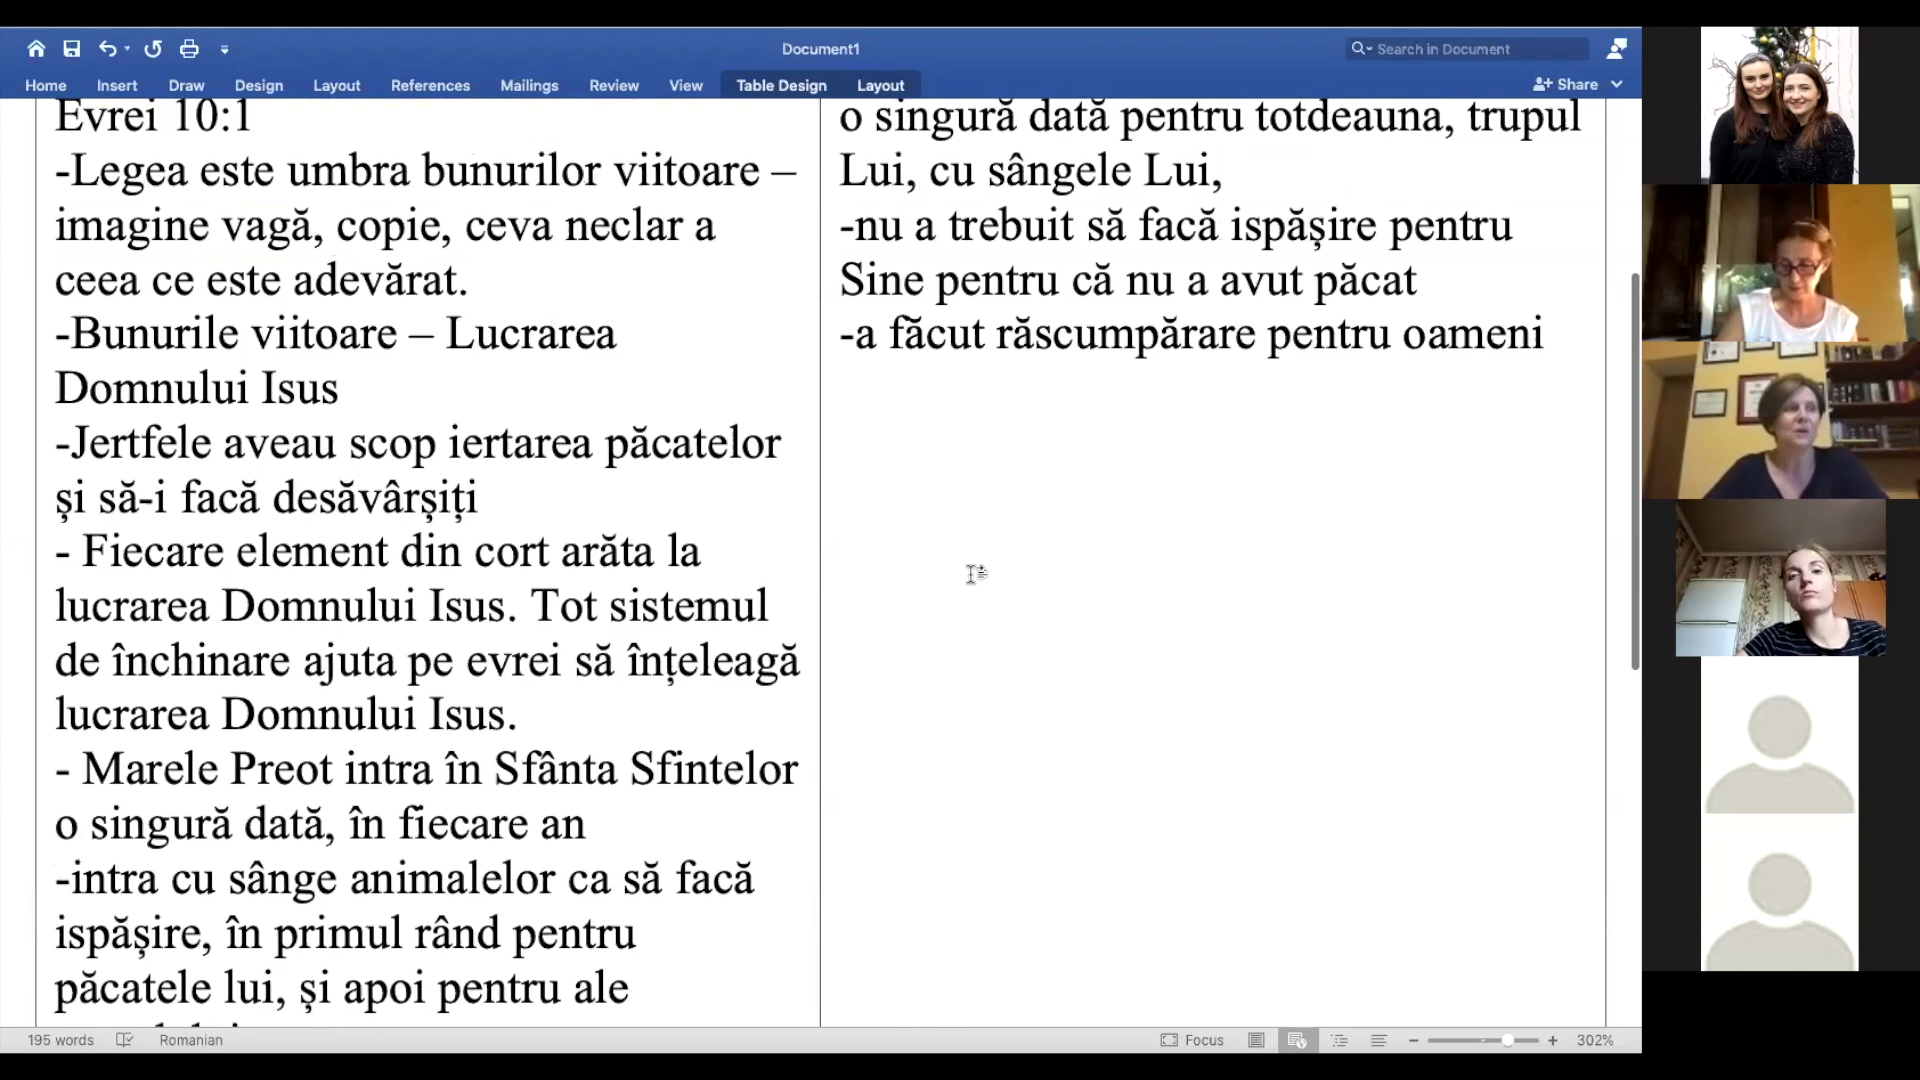 Document1
Search in Document
Home Insert Draw Design Layout References Mailings Review View Table Design Layout Share
Evrei 10:1
-Legea este umbra bunurilor viitoare –
imagine vagă, copie, ceva neclar a
ceea ce este adevărat.
-Bunurile viitoare – Lucrarea
Domnului Isus
-Jertfele aveau scop iertarea păcatelor
și să-i facă desăvârșiți
- Fiecare element din cort arăta la
lucrarea Domnului Isus. Tot sistemul
de închinare ajuta pe evrei să înțeleagă
lucrarea Domnului Isus.
- Marele Preot intra în Sfânta Sfintelor
o singură dată, în fiecare an
-intra cu sânge animalelor ca să facă
ispășire, în primul rând pentru
păcatele lui, și apoi pentru ale
o singură dată pentru totdeauna, trupul
Lui, cu sângele Lui,
-nu a trebuit să facă ispășire pentru
Sine pentru că nu a avut păcat
-a făcut răscumpărare pentru oameni
195 words Romanian Focus 302%